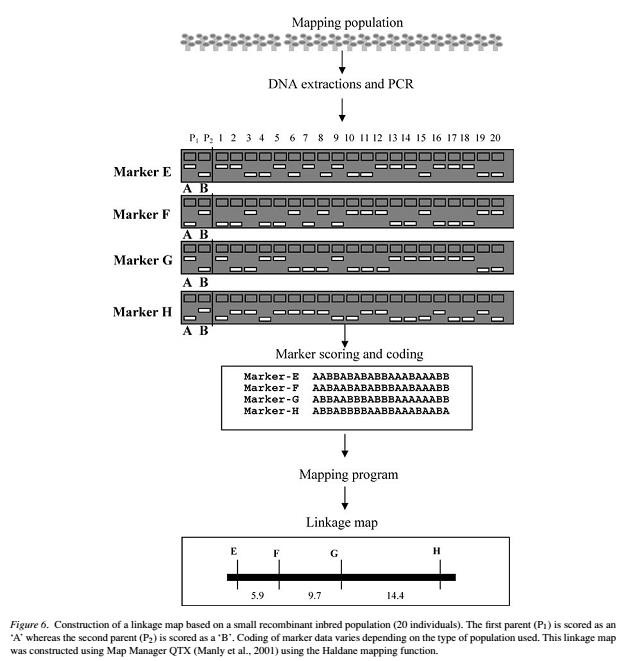 Mapping population
DNA extractions and PCR
P1 P2 1 2 3 4 5 6 7 8 9 10 11 12 13 14 15 16 17 18 19 20
Marker E
A B
Marker F
A B
Marker G
A B
Marker H
A B
Marker scoring and coding
Marker-E AABBABABABBAAABAAABB
Marker-F AABAABABABBAAABAAABB
Marker-G ABBAABBBABBAAAAAAABB
Marker-H ABBABBBBAABBAAABAABA
Mapping program
Linkage map
E F G H
5.9 9.7 14.4
Figure 6. Construction of a linkage map based on a small recombinant inbred population (20 individuals). The first parent (P1) is scored as an
‘A’ whereas the second parent (P2) is scored as a ‘B’. Coding of marker data varies depending on the type of population used. This linkage map
was constructed using Map Manager QTX (Manly et al., 2001) using the Haldane mapping function.